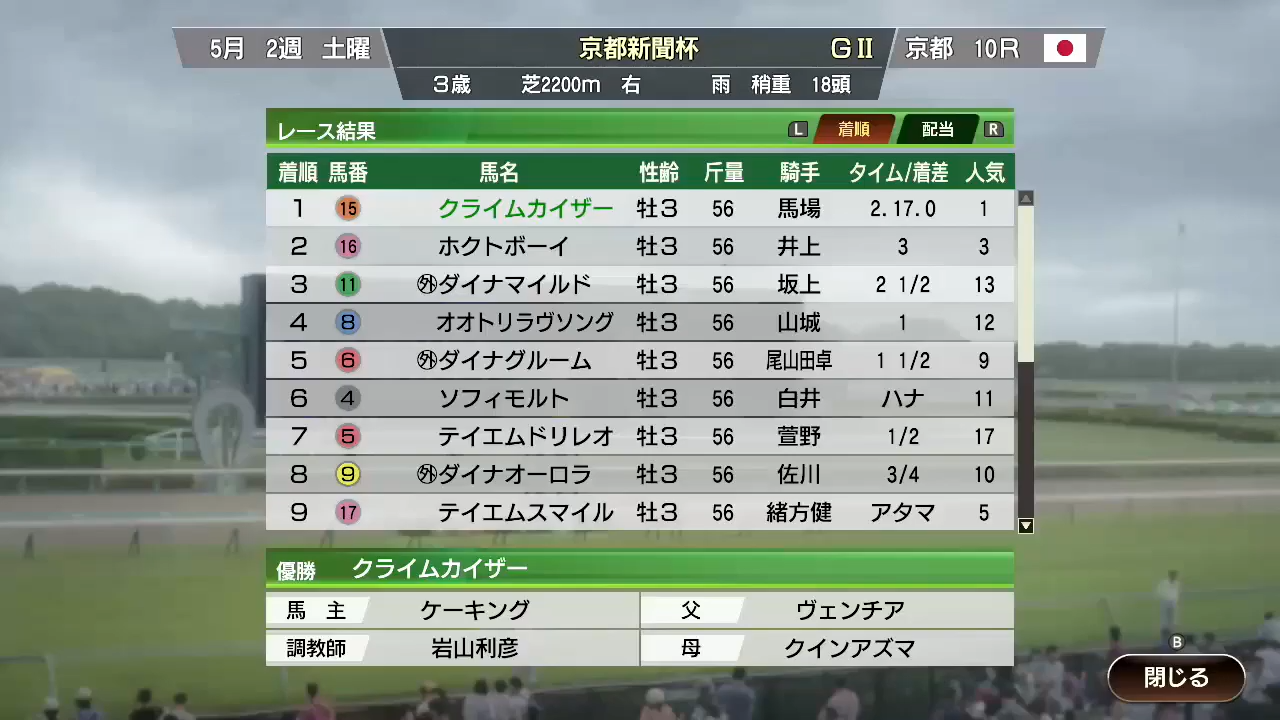 5月 2週 土曜 京都新聞杯 GⅡ 京都 10R
3歳 芝2200m 右 雨 稍重 18頭
レース結果 L 着順 配当 R
着順 馬番 馬名 性齢 斤量 騎手 タイム/着差 人気
1 15 クライムカイザー 牡3 56 馬場 2.17.0 1
2 16 ホクトボーイ 牡3 56 井上 3 3
3 11 ㊕ダイナマイルド 牡3 56 坂上 2 1/2 13
4 8 オオトリラヴソング 牡3 56 山城 1 12
5 6 外ダイナグルーム 牡3 56 尾山田卓 1 1/2 9
6 4 ソフィモルト 牡3 56 白井 ハナ 11
7 5 テイエムドリレオ 牡3 56 萱野 1/2 17
8 9 外ダイナオーロラ 牡3 56 佐川 3/4 10
9 17 テイエムスマイル 牡3 56 緒方健 アタマ 5
優勝 クライムカイザー
馬主 ケーキング 父 ヴェンチア
調教師 岩山利彦 母 クインアズマ
B
閉じる